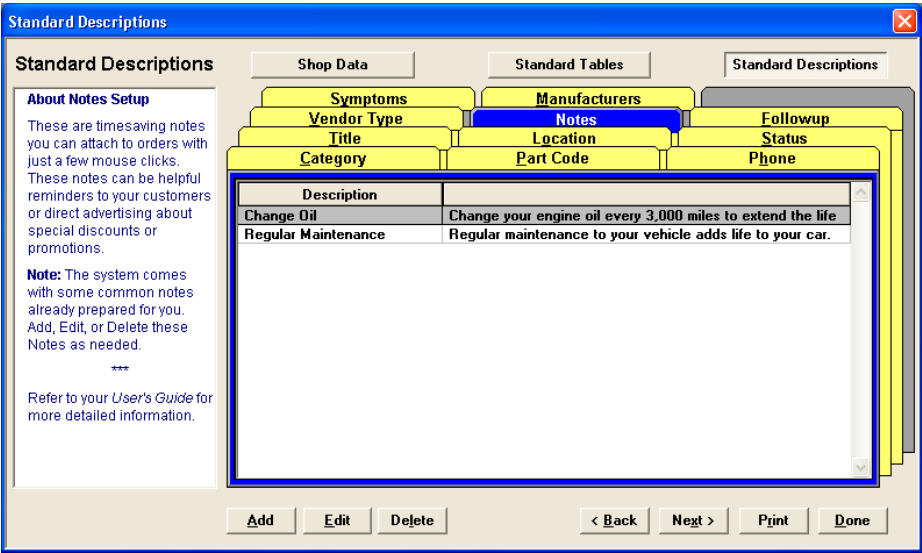 Standard Descriptions
Standard Descriptions
Shop Data
Standard Tables
Standard Descriptions
About Notes Setup
These are timesaving notes
you can attach to orders with
just a few mouse clicks.
These notes can be helpful
reminders to your customers
or direct advertising about
special discounts or
promotions.
Note: The system comes
with some common notes
already prepared for you.
Add, Edit, or Delete these
Notes as needed.
***
Refer to your User's Guide for
more detailed information.
Symptoms
Manufacturers
Vendor Type
Notes
Followup
Title
Location
Status
Category
Part Code
Phone
Description
Change Oil Change your engine oil every 3,000 miles to extend the life
Regular Maintenance Regular maintenance to your vehicle adds life to your car.
Add
Edit
Delete
< Back
Next >
Print
Done